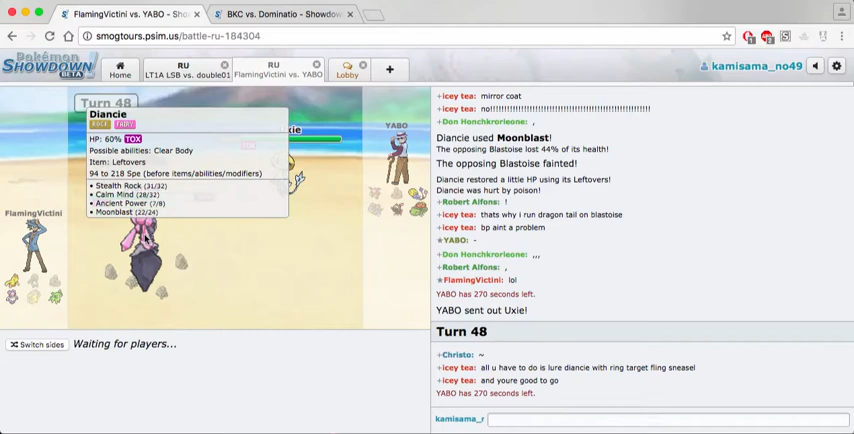 FlamingVictini vs. YABO - Sho
BKC vs. Dominatio - Showdow
smogtours.psim.us/battle-ru-184304
Pokémon
SHOWDOWN!
BETA
Home
RU
LT1A LSB vs. double01
RU
FlamingVictini vs. YABO
Lobby
+
kamisama_no49
Turn 48
Diancie
ROCK FAIRY
HP: 60% TOX
Possible abilities: Clear Body
Item: Leftovers
94 to 218 Spe (before items/abilities/modifiers)
• Stealth Rock (31/32)
• Calm Mind (28/32)
• Ancient Power (7/8)
• Moonblast (22/24)
xie
YABO
FlamingVictini
Switch sides
Waiting for players...
+icey tea: mirror coat
+icey tea: no!!!!!!!!!!!!!!!!!!!!!!!!!!!!!!!!!!!!!!!!!!!!!!!!!!!!!!
+Don Honchkrorleone: ,
Diancie used Moonblast!
The opposing Blastoise lost 44% of its health!
The opposing Blastoise fainted!
Diancie restored a little HP using its Leftovers!
Diancie was hurt by poison!
+Robert Alfons: !
+icey tea: thats why i run dragon tail on blastoise
+icey tea: bp aint a problem
★YABO: -
+Don Honchkrorleone: ,,,
+Robert Alfons: ,
★FlamingVictini: lol
YABO has 270 seconds left.
YABO sent out Uxie!
Turn 48
+Christo: ~
+icey tea: all u have to do is lure diancie with ring target fling sneasel
+icey tea: and youre good to go
YABO has 270 seconds left.
kamisama_r